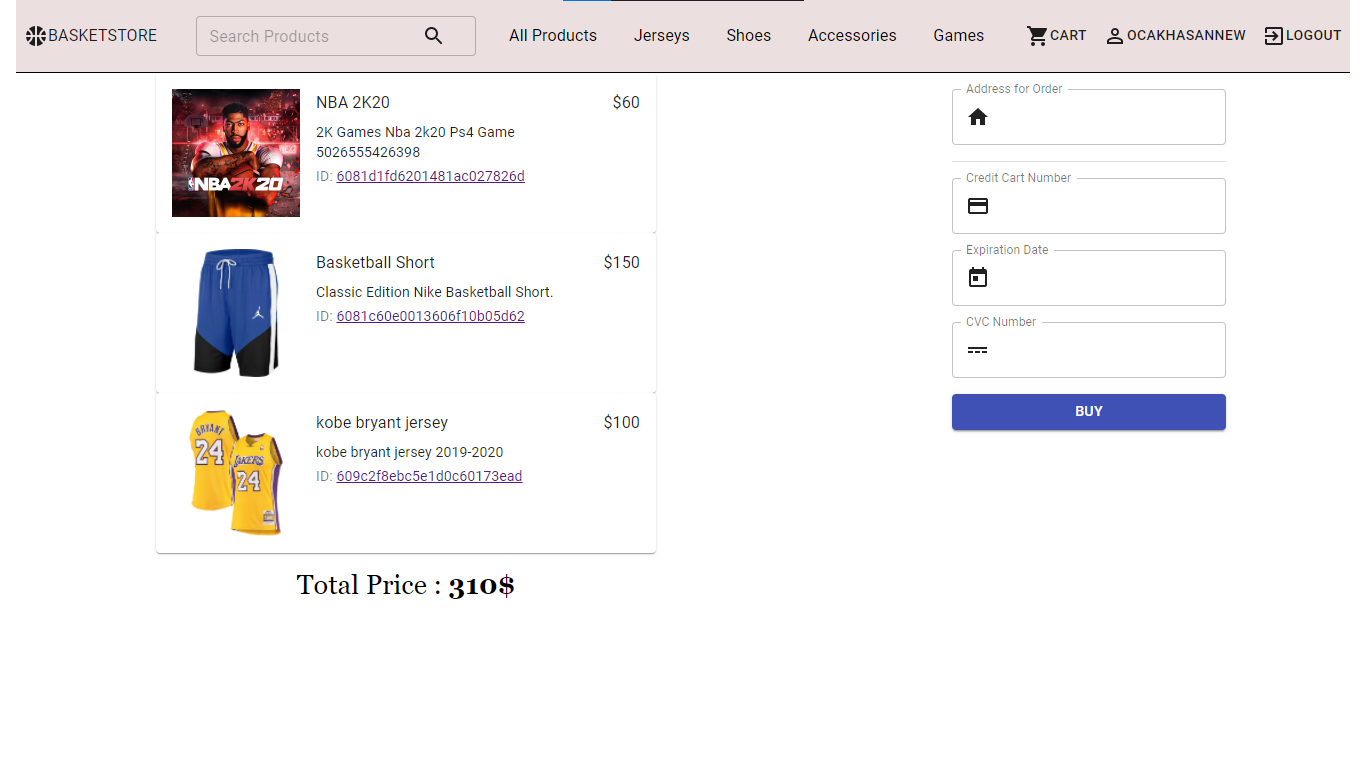 BASKETSTORE
Search Products
All Products
Jerseys
Shoes
Accessories
Games
CART
OCAKHASANNEW
LOGOUT
NBA2K20
NBA 2K20
$60
2K Games Nba 2k20 Ps4 Game
5026555426398
ID: 6081d1fd6201481ac027826d
Basketball Short
$150
Classic Edition Nike Basketball Short.
ID: 6081c60e0013606f10b05d62
BRYANT
24
LAKERS
24
kobe bryant jersey
$100
kobe bryant jersey 2019-2020
ID: 609c2f8ebc5e1d0c60173ead
Total Price : 310$
Address for Order
Credit Cart Number
Expiration Date
CVC Number
BUY